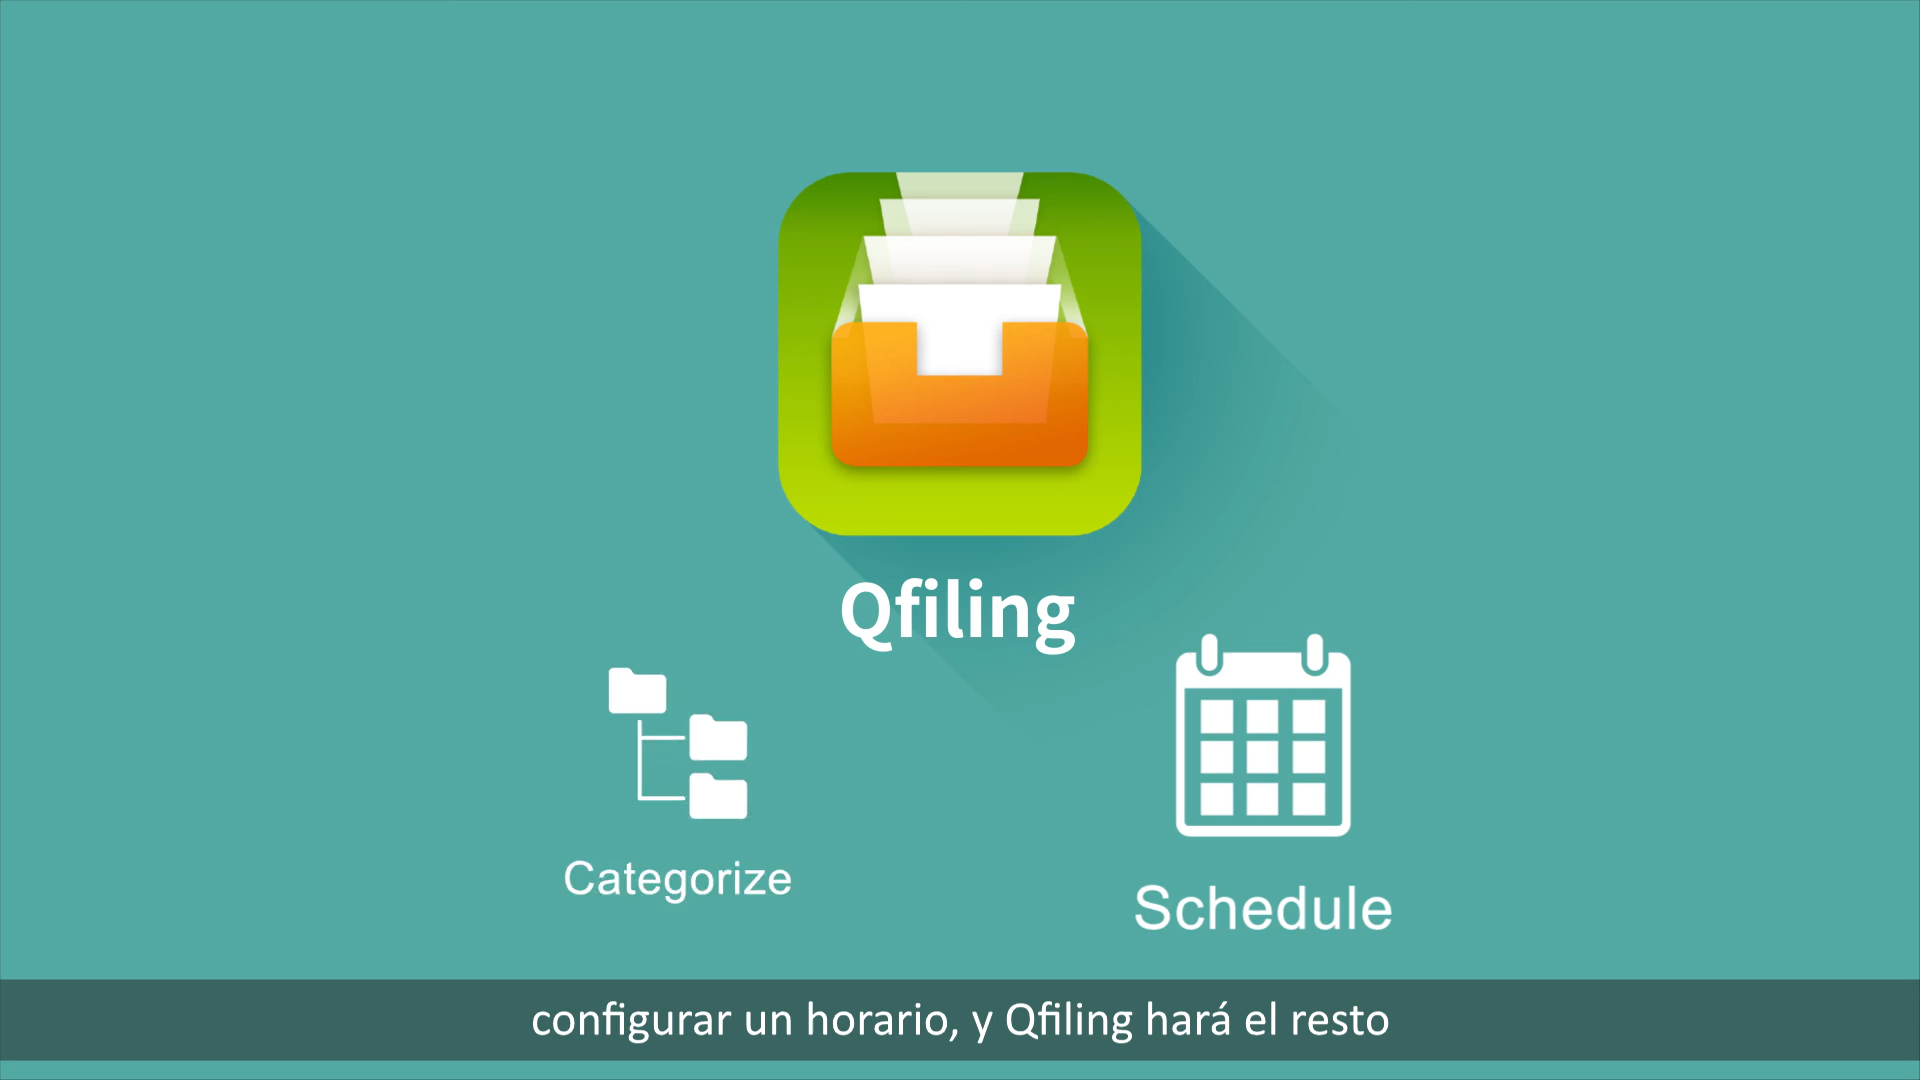 Qfiling
Categorize
Schedule
configurar un horario, y Qfiling hará el resto